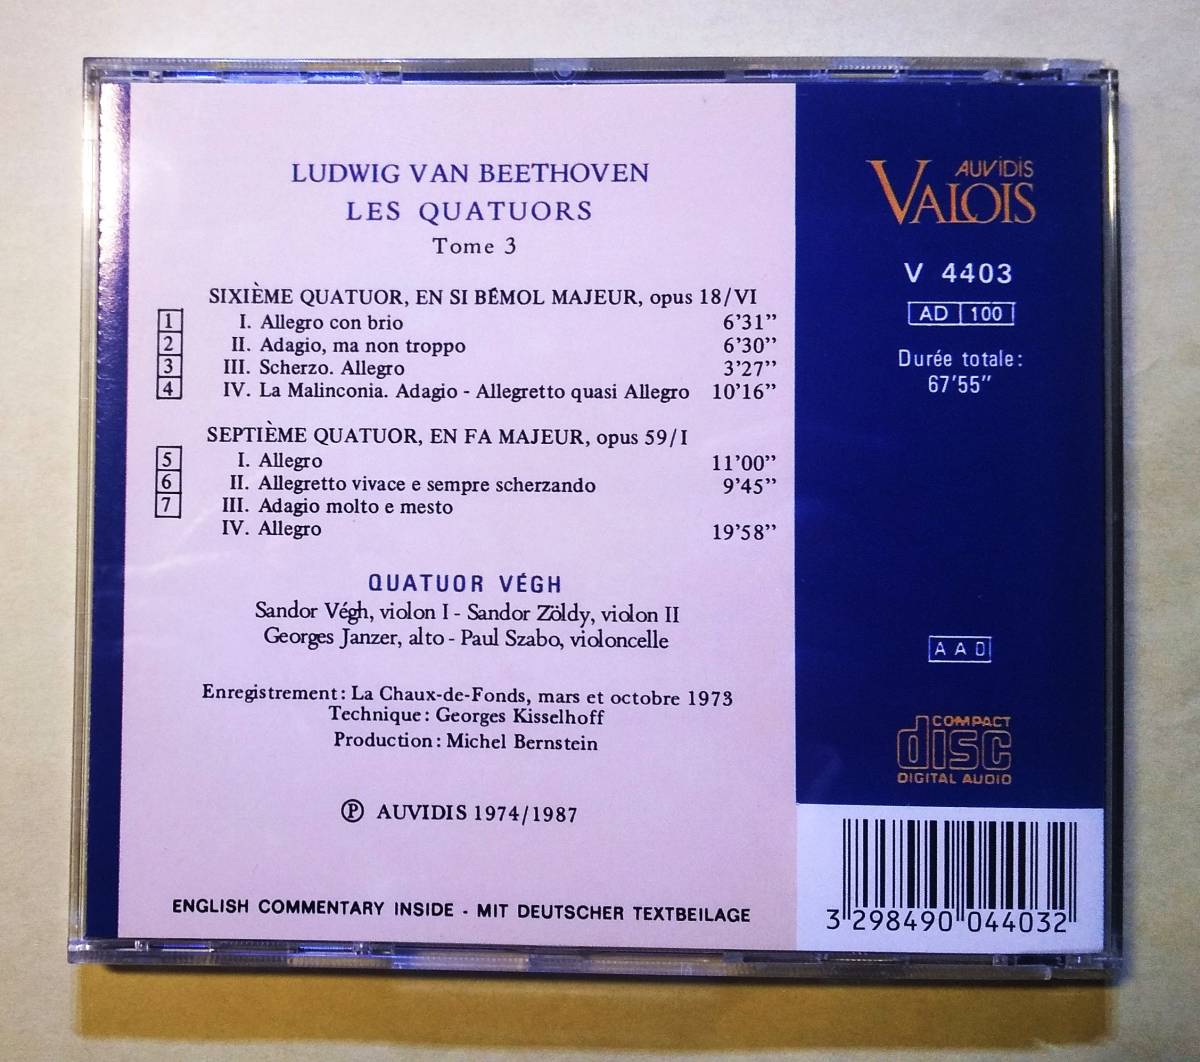 LUDWIG VAN BEETHOVEN
LES QUATUORS
Tome 3
SIXIÈME QUATUOR, EN SI BÉMOL MAJEUR, opus 18/VI
1 I. Allegro con brio 6'31"
2 II. Adagio, ma non troppo 6'30"
3 III. Scherzo. Allegro 3'27"
4 IV. La Malinconia. Adagio - Allegretto quasi Allegro 10'16"
SEPTIÈME QUATUOR, EN FA MAJEUR, opus 59/I
5 I. Allegro 11'00"
6 II. Allegretto vivace e sempre scherzando 9'45"
7 III. Adagio molto e mesto
IV. Allegro 19'58"
QUATUOR VÉGH
Sandor Végh, violon I - Sandor Zöldy, violon II
Georges Janzer, alto - Paul Szabo, violoncelle
Enregistrement : La Chaux-de-Fonds, mars et octobre 1973
Technique : Georges Kisselhoff
Production : Michel Bernstein
℗ AUVIDIS 1974/1987
ENGLISH COMMENTARY INSIDE - MIT DEUTSCHER TEXTBEILAGE
AUVIDIS
VALOIS
V 4403
AD 100
Durée totale :
67'55"
AAD
COMPACT
disc
DIGITAL AUDIO
3 298490 044032